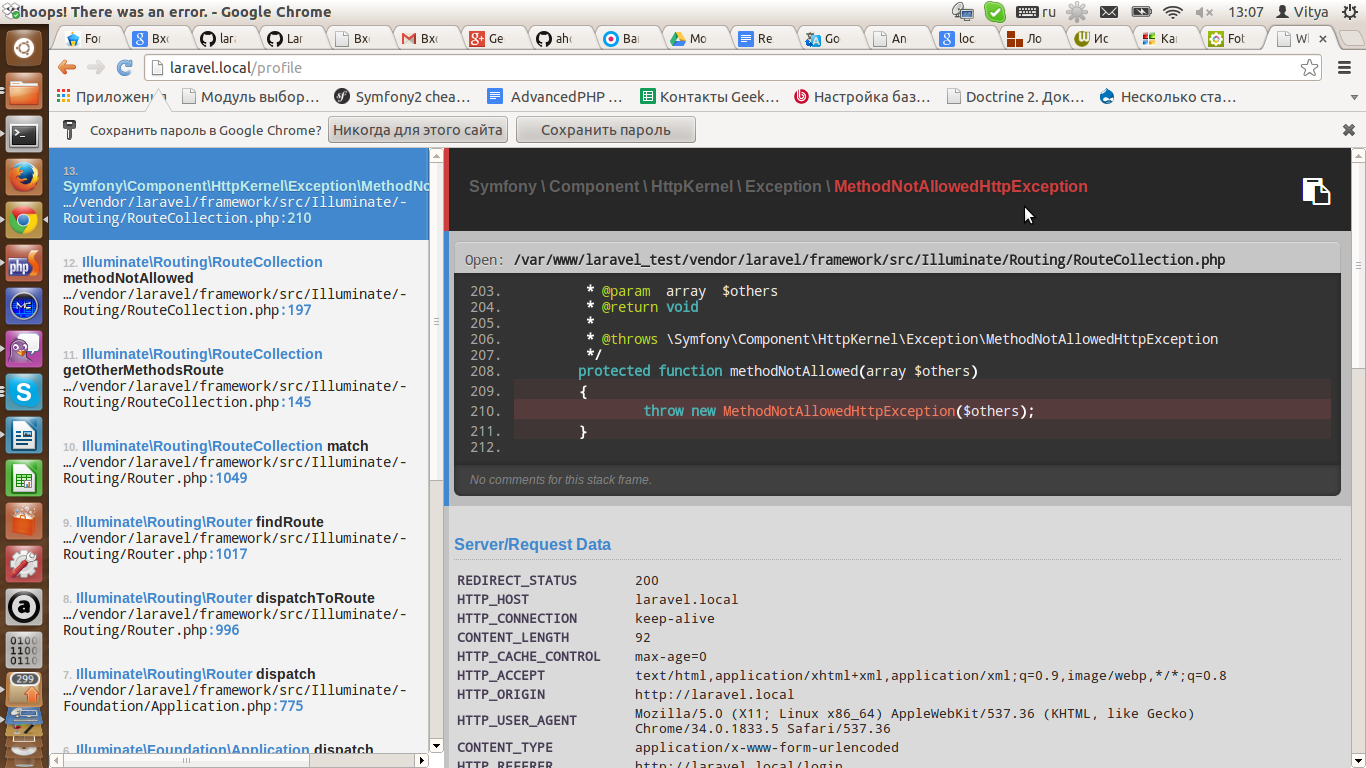 Whoops! There was an error. - Google Chrome
ru
13:07
Vitya
For
Bxo
lara
Lar
Bxo
Bxo
Ge
aho
Ba
Mo
Re
Go
An
loc
Ло
Ис
Ka
Fot
Wh
laravel.local/profile
Приложения
Модуль выбор...
Symfony2 chea...
AdvancedPHP ...
Контакты Geek...
Настройка баз...
Doctrine 2. Док...
Несколько ста...
Сохранить пароль в Google Chrome?
Никогда для этого сайта
Сохранить пароль
13.
Symfony\Component\HttpKernel\Exception\MethodNo
…/vendor/laravel/framework/src/Illuminate/-
Routing/RouteCollection.php:210
12. Illuminate\Routing\RouteCollection
methodNotAllowed
…/vendor/laravel/framework/src/Illuminate/-
Routing/RouteCollection.php:197
11. Illuminate\Routing\RouteCollection
getOtherMethodsRoute
…/vendor/laravel/framework/src/Illuminate/-
Routing/RouteCollection.php:145
10. Illuminate\Routing\RouteCollection match
…/vendor/laravel/framework/src/Illuminate/-
Routing/Router.php:1049
9. Illuminate\Routing\Router findRoute
…/vendor/laravel/framework/src/Illuminate/-
Routing/Router.php:1017
8. Illuminate\Routing\Router dispatchToRoute
…/vendor/laravel/framework/src/Illuminate/-
Routing/Router.php:996
7. Illuminate\Routing\Router dispatch
…/vendor/laravel/framework/src/Illuminate/-
Foundation/Application.php:775
6. Illuminate\Foundation\Application dispatch
Symfony \ Component \ HttpKernel \ Exception \ MethodNotAllowedHttpException
Open: /var/www/laravel_test/vendor/laravel/framework/src/Illuminate/Routing/RouteCollection.php
203. * @param array $others
204. * @return void
205. *
206. * @throws \Symfony\Component\HttpKernel\Exception\MethodNotAllowedHttpException
207. */
208. protected function methodNotAllowed(array $others)
209. {
210. throw new MethodNotAllowedHttpException($others);
211. }
212.
No comments for this stack frame.
Server/Request Data
REDIRECT_STATUS 200
HTTP_HOST laravel.local
HTTP_CONNECTION keep-alive
CONTENT_LENGTH 92
HTTP_CACHE_CONTROL max-age=0
HTTP_ACCEPT text/html,application/xhtml+xml,application/xml;q=0.9,image/webp,*/*;q=0.8
HTTP_ORIGIN http://laravel.local
HTTP_USER_AGENT Mozilla/5.0 (X11; Linux x86_64) AppleWebKit/537.36 (KHTML, like Gecko)
Chrome/34.0.1833.5 Safari/537.36
CONTENT_TYPE application/x-www-form-urlencoded
HTTP_REFERER http://laravel.local/login
php
299